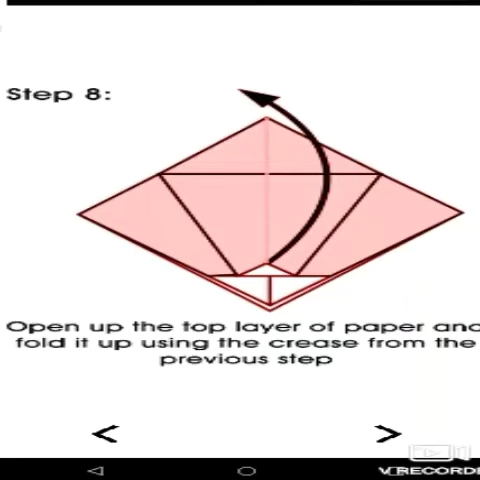 Step 8:
Open up the top layer of paper and
fold it up using the crease from the
previous step
V RECORD